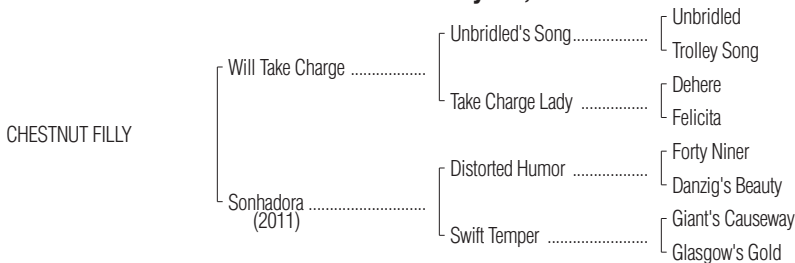 Unbridled
Unbridled's Song..................
Trolley Song
Will Take Charge ..................
Dehere
Take Charge Lady ................
Felicita
CHESTNUT FILLY
Forty Niner
Distorted Humor ..................
Danzig's Beauty
Sonhadora ............................
(2011)
Giant's Causeway
Swift Temper ........................
Glasgow's Gold